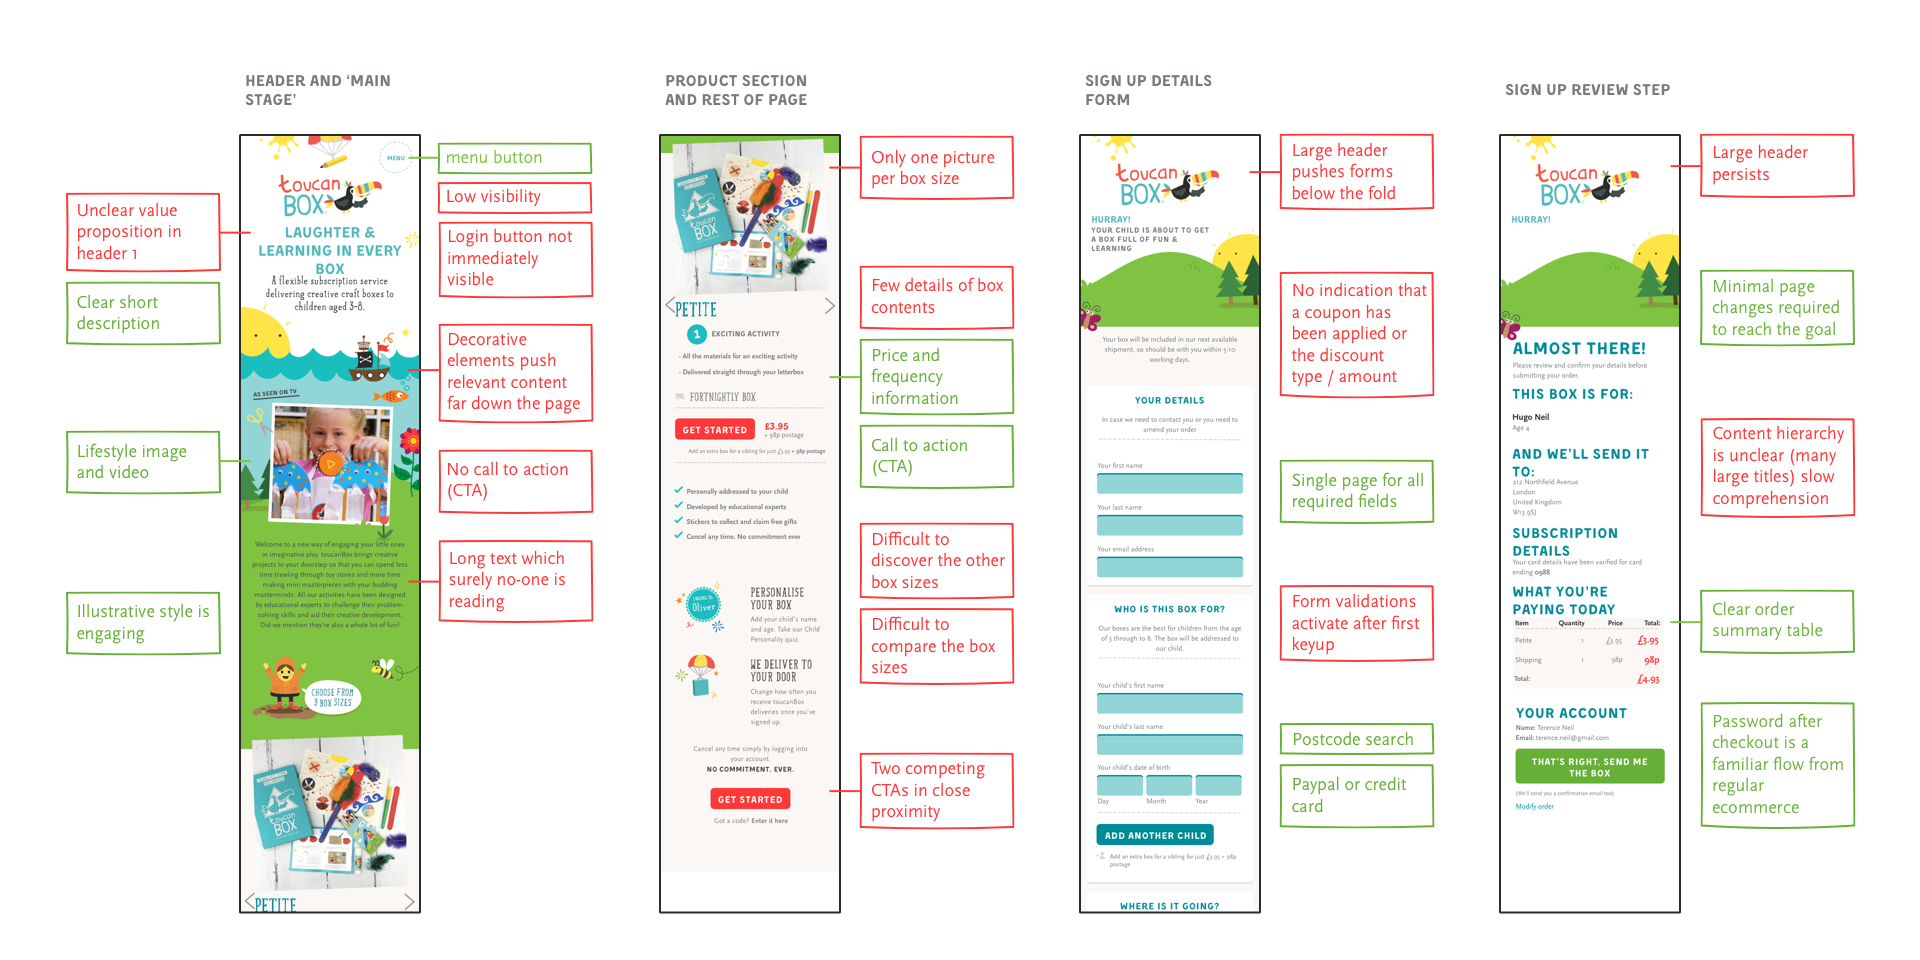 HEADER AND ‘MAIN
STAGE’
Unclear value
proposition in
header 1
Clear short
description
Lifestyle image
and video
Illustrative style is
engaging
MENU
toucan
BOX
LAUGHTER &
LEARNING IN EVERY
BOX
A flexible subscription service
delivering creative craft boxes to
children aged 3-8.
AS SEEN ON TV
Welcome to a new way of engaging your little ones
in imaginative play. toucanBox brings creative
projects to your doorstep so that you can spend less
time trawling through toy stores and more time
making mini masterpieces with your budding
masterminds. All our activities have been designed
by educational experts to challenge their problem-
solving skills and aid their creative development.
Did we mention they're also a whole lot of fun?
CHOOSE FROM
3 BOX SIZES
toucan
BOX
PETITE
menu button
Low visibility
Login button not
immediately
visible
Decorative
elements push
relevant content
far down the page
No call to action
(CTA)
Long text which
surely no-one is
reading
PRODUCT SECTION
AND REST OF PAGE
toucan
BOX
PETITE
1 EXCITING ACTIVITY
- All the materials for an exciting activity
- Delivered straight through your letterbox
FORTNIGHTLY BOX
GET STARTED
£3.95
+ 98p postage
Add an extra box for a sibling for just £3.95 + 98p postage
Personally addressed to your child
Developed by educational experts
Stickers to collect and claim free gifts
Cancel any time. No commitment ever
Oliver
PERSONALISE
YOUR BOX
Add your child's name
and age. Take our Child
Personality quiz.
WE DELIVER TO
YOUR DOOR
Change how often you
receive toucanBox
deliveries once you've
signed up.
Cancel any time simply by logging into
your account.
NO COMMITMENT. EVER.
GET STARTED
Got a code? Enter it here
Only one picture
per box size
Few details of box
contents
Price and
frequency
information
Call to action
(CTA)
Difficult to
discover the other
box sizes
Difficult to
compare the box
sizes
Two competing
CTAs in close
proximity
SIGN UP DETAILS
FORM
toucan
BOX
HURRAY!
YOUR CHILD IS ABOUT TO GET
A BOX FULL OF FUN &
LEARNING
Your box will be included in our next available
shipment, so should be with you within 5-10
working days.
YOUR DETAILS
In case we need to contact you or you need to
amend your order
Your first name
Your last name
Your email address
WHO IS THIS BOX FOR?
Our boxes are the best for children from the age
of 3 through to 8. The box will be addressed to
our child.
Your child's first name
Your child's last name
Your child's date of birth
Day Month Year
ADD ANOTHER CHILD
Add an extra box for a sibling for just £3.95 + 98p
postage
WHERE IS IT GOING?
Large header
pushes forms
below the fold
No indication that
a coupon has
been applied or
the discount
type / amount
Single page for all
required fields
Form validations
activate after first
keyup
Postcode search
Paypal or credit
card
SIGN UP REVIEW STEP
toucan
BOX
HURRAY!
ALMOST THERE!
Please review and confirm your details before
submitting your order.
THIS BOX IS FOR:
Hugo Neil
Age 4
AND WE'LL SEND IT
TO:
212 Northfield Avenue
London
United Kingdom
W13 9SJ
SUBSCRIPTION
DETAILS
Your card details have been verified for card
ending 0988
WHAT YOU'RE
PAYING TODAY
Item Quantity Price Total:
Petite 1 £3.95 £3.95
Shipping 1 98p 98p
Total: £4.93
YOUR ACCOUNT
Name: Terence Neil
Email: terence.neil@gmail.com
THAT'S RIGHT, SEND ME
THE BOX
(We'll send you a confirmation email too)
Modify order
Large header
persists
Minimal page
changes required
to reach the goal
Content hierarchy
is unclear (many
large titles) slow
comprehension
Clear order
summary table
Password after
checkout is a
familiar flow from
regular
ecommerce